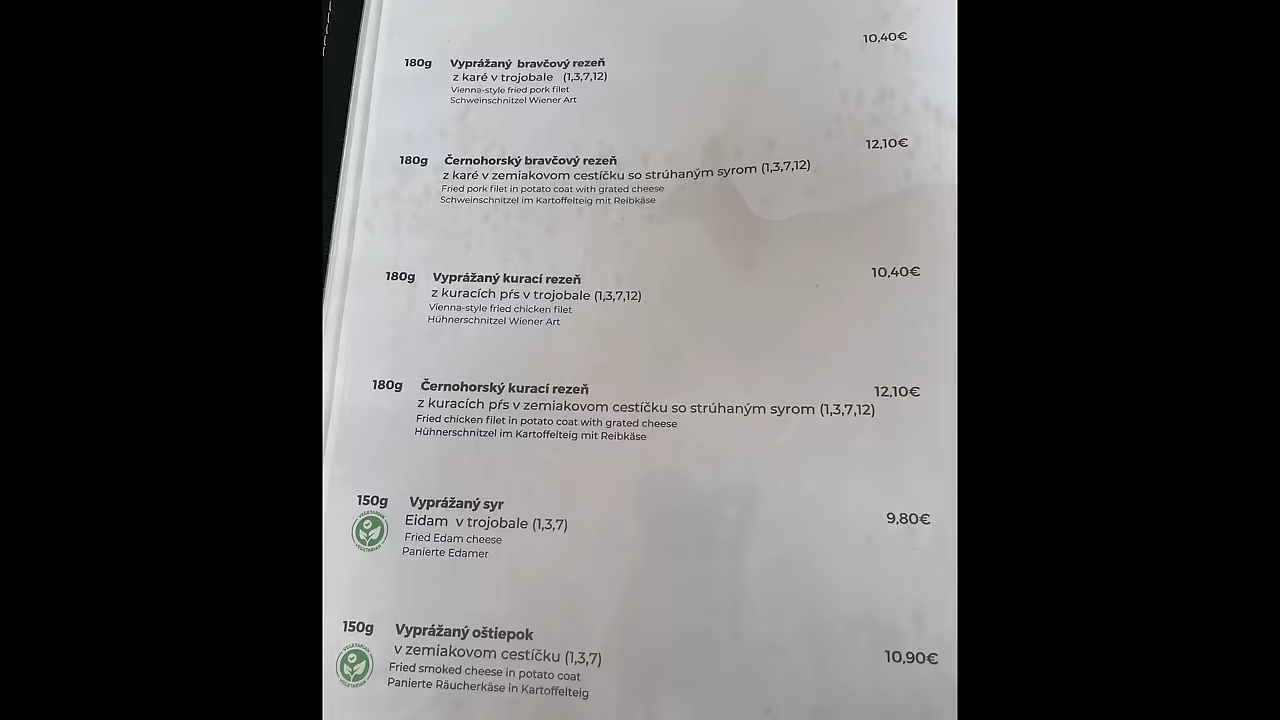 10,40€
180g Vyprážaný bravčový rezeň
z karé v trojobale (1,3,7,12)
Vienna-style fried pork filet
Schweinschnitzel Wiener Art
12,10€
180g Černohorský bravčový rezeň
z karé v zemiakovom cestíčku so strúhaným syrom (1,3,7,12)
Fried pork filet in potato coat with grated cheese
Schweinschnitzel im Kartoffelteig mit Reibkäse
180g Vyprážaný kurací rezeň 10,40€
z kuracích pŕs v trojobale (1,3,7,12)
Vienna-style fried chicken filet
Hühnerschnitzel Wiener Art
180g Černohorský kurací rezeň 12,10€
z kuracích pŕs v zemiakovom cestíčku so strúhaným syrom (1,3,7,12)
Fried chicken filet in potato coat with grated cheese
Hühnerschnitzel im Kartoffelteig mit Reibkäse
150g Vyprážaný syr
VEGETARIAN
Eidam v trojobale (1,3,7) 9,80€
Fried Edam cheese
VEGETARIAN
Panierte Edamer
150g Vyprážaný oštiepok
VEGETARIAN
v zemiakovom cestíčku (1,3,7) 10,90€
Fried smoked cheese in potato coat
VEGETARIAN
Panierte Räucherkäse in Kartoffelteig